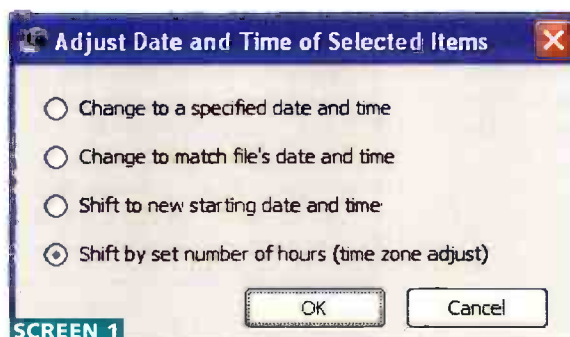 Adjust Date and Time of Selected Items
Change to a specified date and time
Change to match file's date and time
Shift to new starting date and time
Shift by set number of hours (time zone adjust)
OK Cancel
SCREEN 1